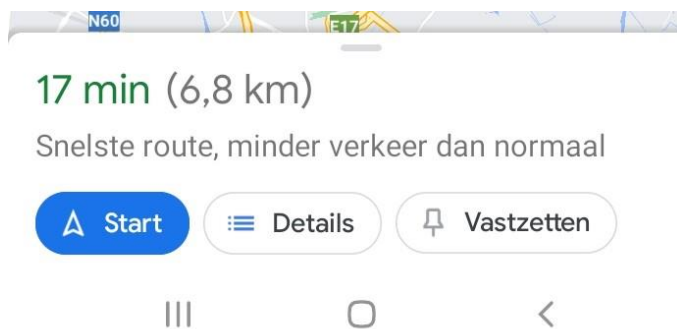 N60 E17
17 min (6,8 km)
Snelste route, minder verkeer dan normaal
Start Details Vastzetten